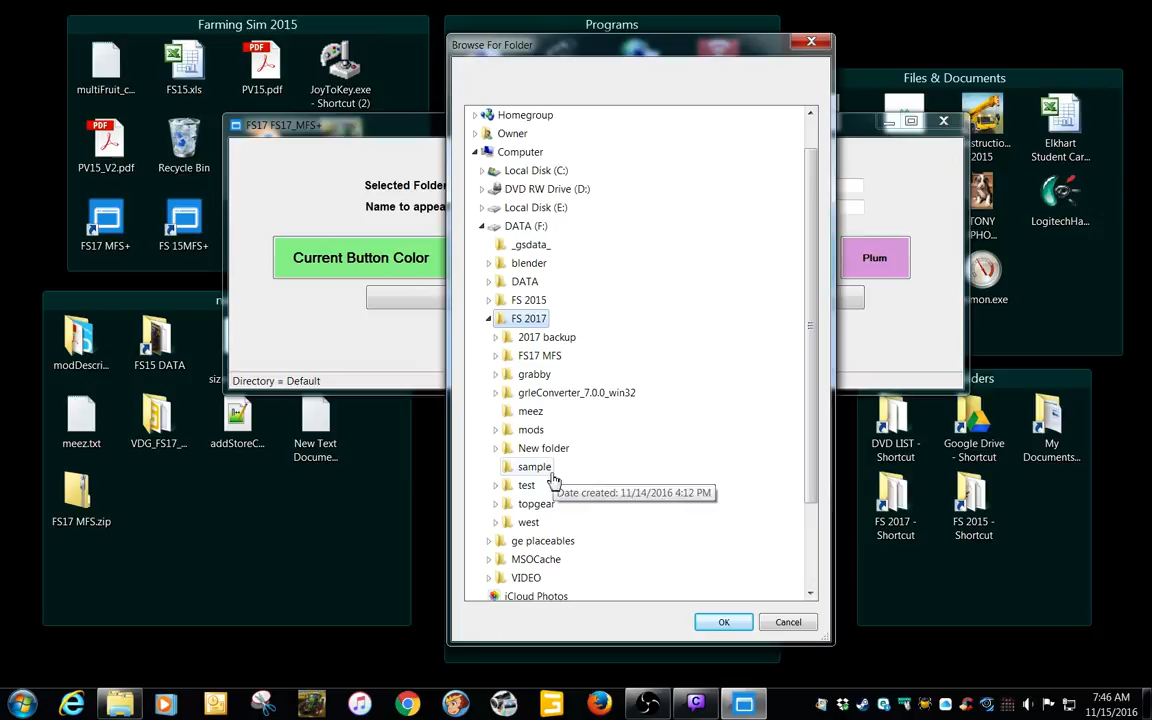 Farming Sim 2015
Programs
Files & Documents
multiFruit_c...
FS15.xls
PV15.pdf
JoyToKey.exe
- Shortcut (2)
PV15_V2.pdf
Recycle Bin
FS17 MFS+
FS 15MFS+
modDescri...
FS15 DATA
meez.txt
VDG_FS17_...
addStoreC...
New Text
Docume...
FS17 MFS.zip
FS17 FS17_MFS+
Selected Folder
Name to appea
Current Button Color
Plum
Directory = Default
Browse For Folder
Homegroup
Owner
Computer
Local Disk (C:)
DVD RW Drive (D:)
Local Disk (E:)
DATA (F:)
_gsdata_
blender
DATA
FS 2015
FS 2017
2017 backup
FS17 MFS
grabby
grleConverter_7.0.0_win32
meez
mods
New folder
sample
Date created: 11/14/2016 4:12 PM
test
topgear
west
ge placeables
MSOCache
VIDEO
iCloud Photos
OK
Cancel
2015
Elkhart
Student Car...
LogitechHa...
DVD LIST -
Shortcut
Google Drive
- Shortcut
My
Documents...
FS 2017 -
Shortcut
FS 2015 -
Shortcut
7:46 AM
11/15/2016